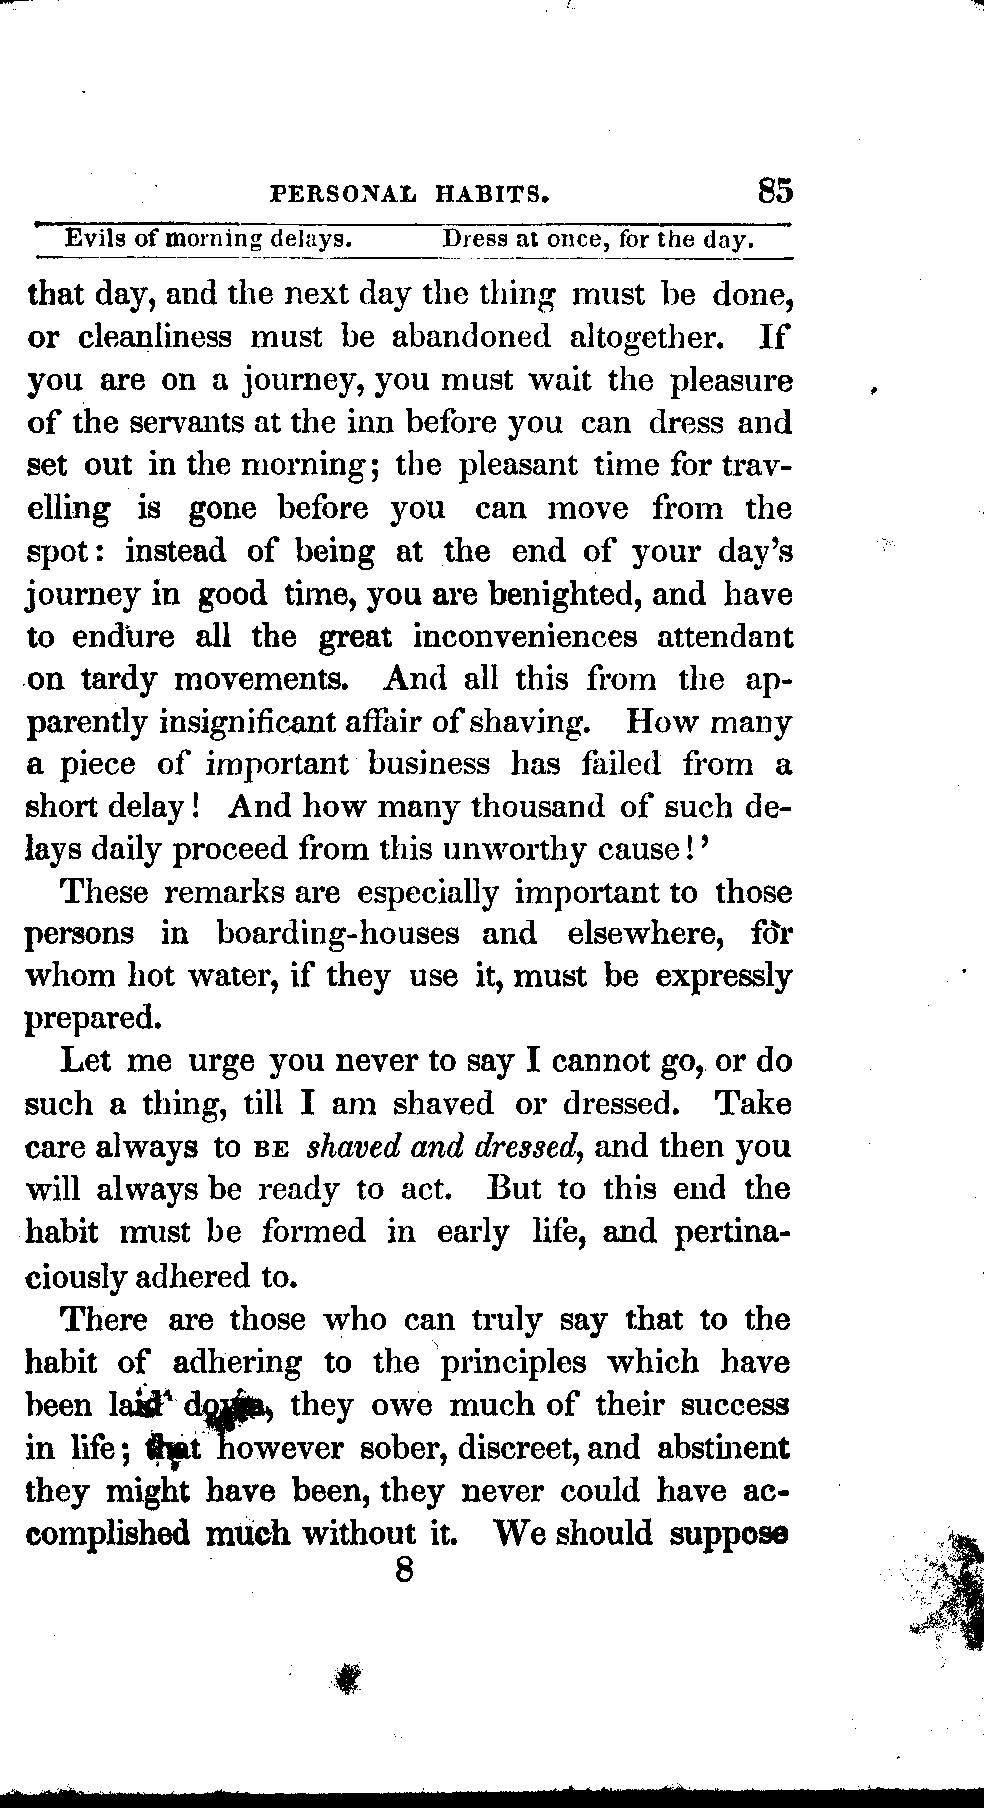 PERSONAL HABITS. 85
Evils of morning delays. Dress at once, for the day.
that day, and the next day the thing must be done,
or cleanliness must be abandoned altogether. If
you are on a journey, you must wait the pleasure
of the servants at the inn before you can dress and
set out in the morning; the pleasant time for trav-
elling is gone before you can move from the
spot: instead of being at the end of your day's
journey in good time, you are benighted, and have
to endure all the great inconveniences attendant
on tardy movements. And all this from the ap-
parently insignificant affair of shaving. How many
a piece of important business has failed from a
short delay! And how many thousand of such de-
lays daily proceed from this unworthy cause!'
These remarks are especially important to those
persons in boarding-houses and elsewhere, for
whom hot water, if they use it, must be expressly
prepared.
Let me urge you never to say I cannot go, or do
such a thing, till I am shaved or dressed. Take
care always to BE shaved and dressed, and then you
will always be ready to act. But to this end the
habit must be formed in early life, and pertina-
ciously adhered to.
There are those who can truly say that to the
habit of adhering to the principles which have
been laid down, they owe much of their success
in life; that however sober, discreet, and abstinent
they might have been, they never could have ac-
complished much without it. We should suppose
8